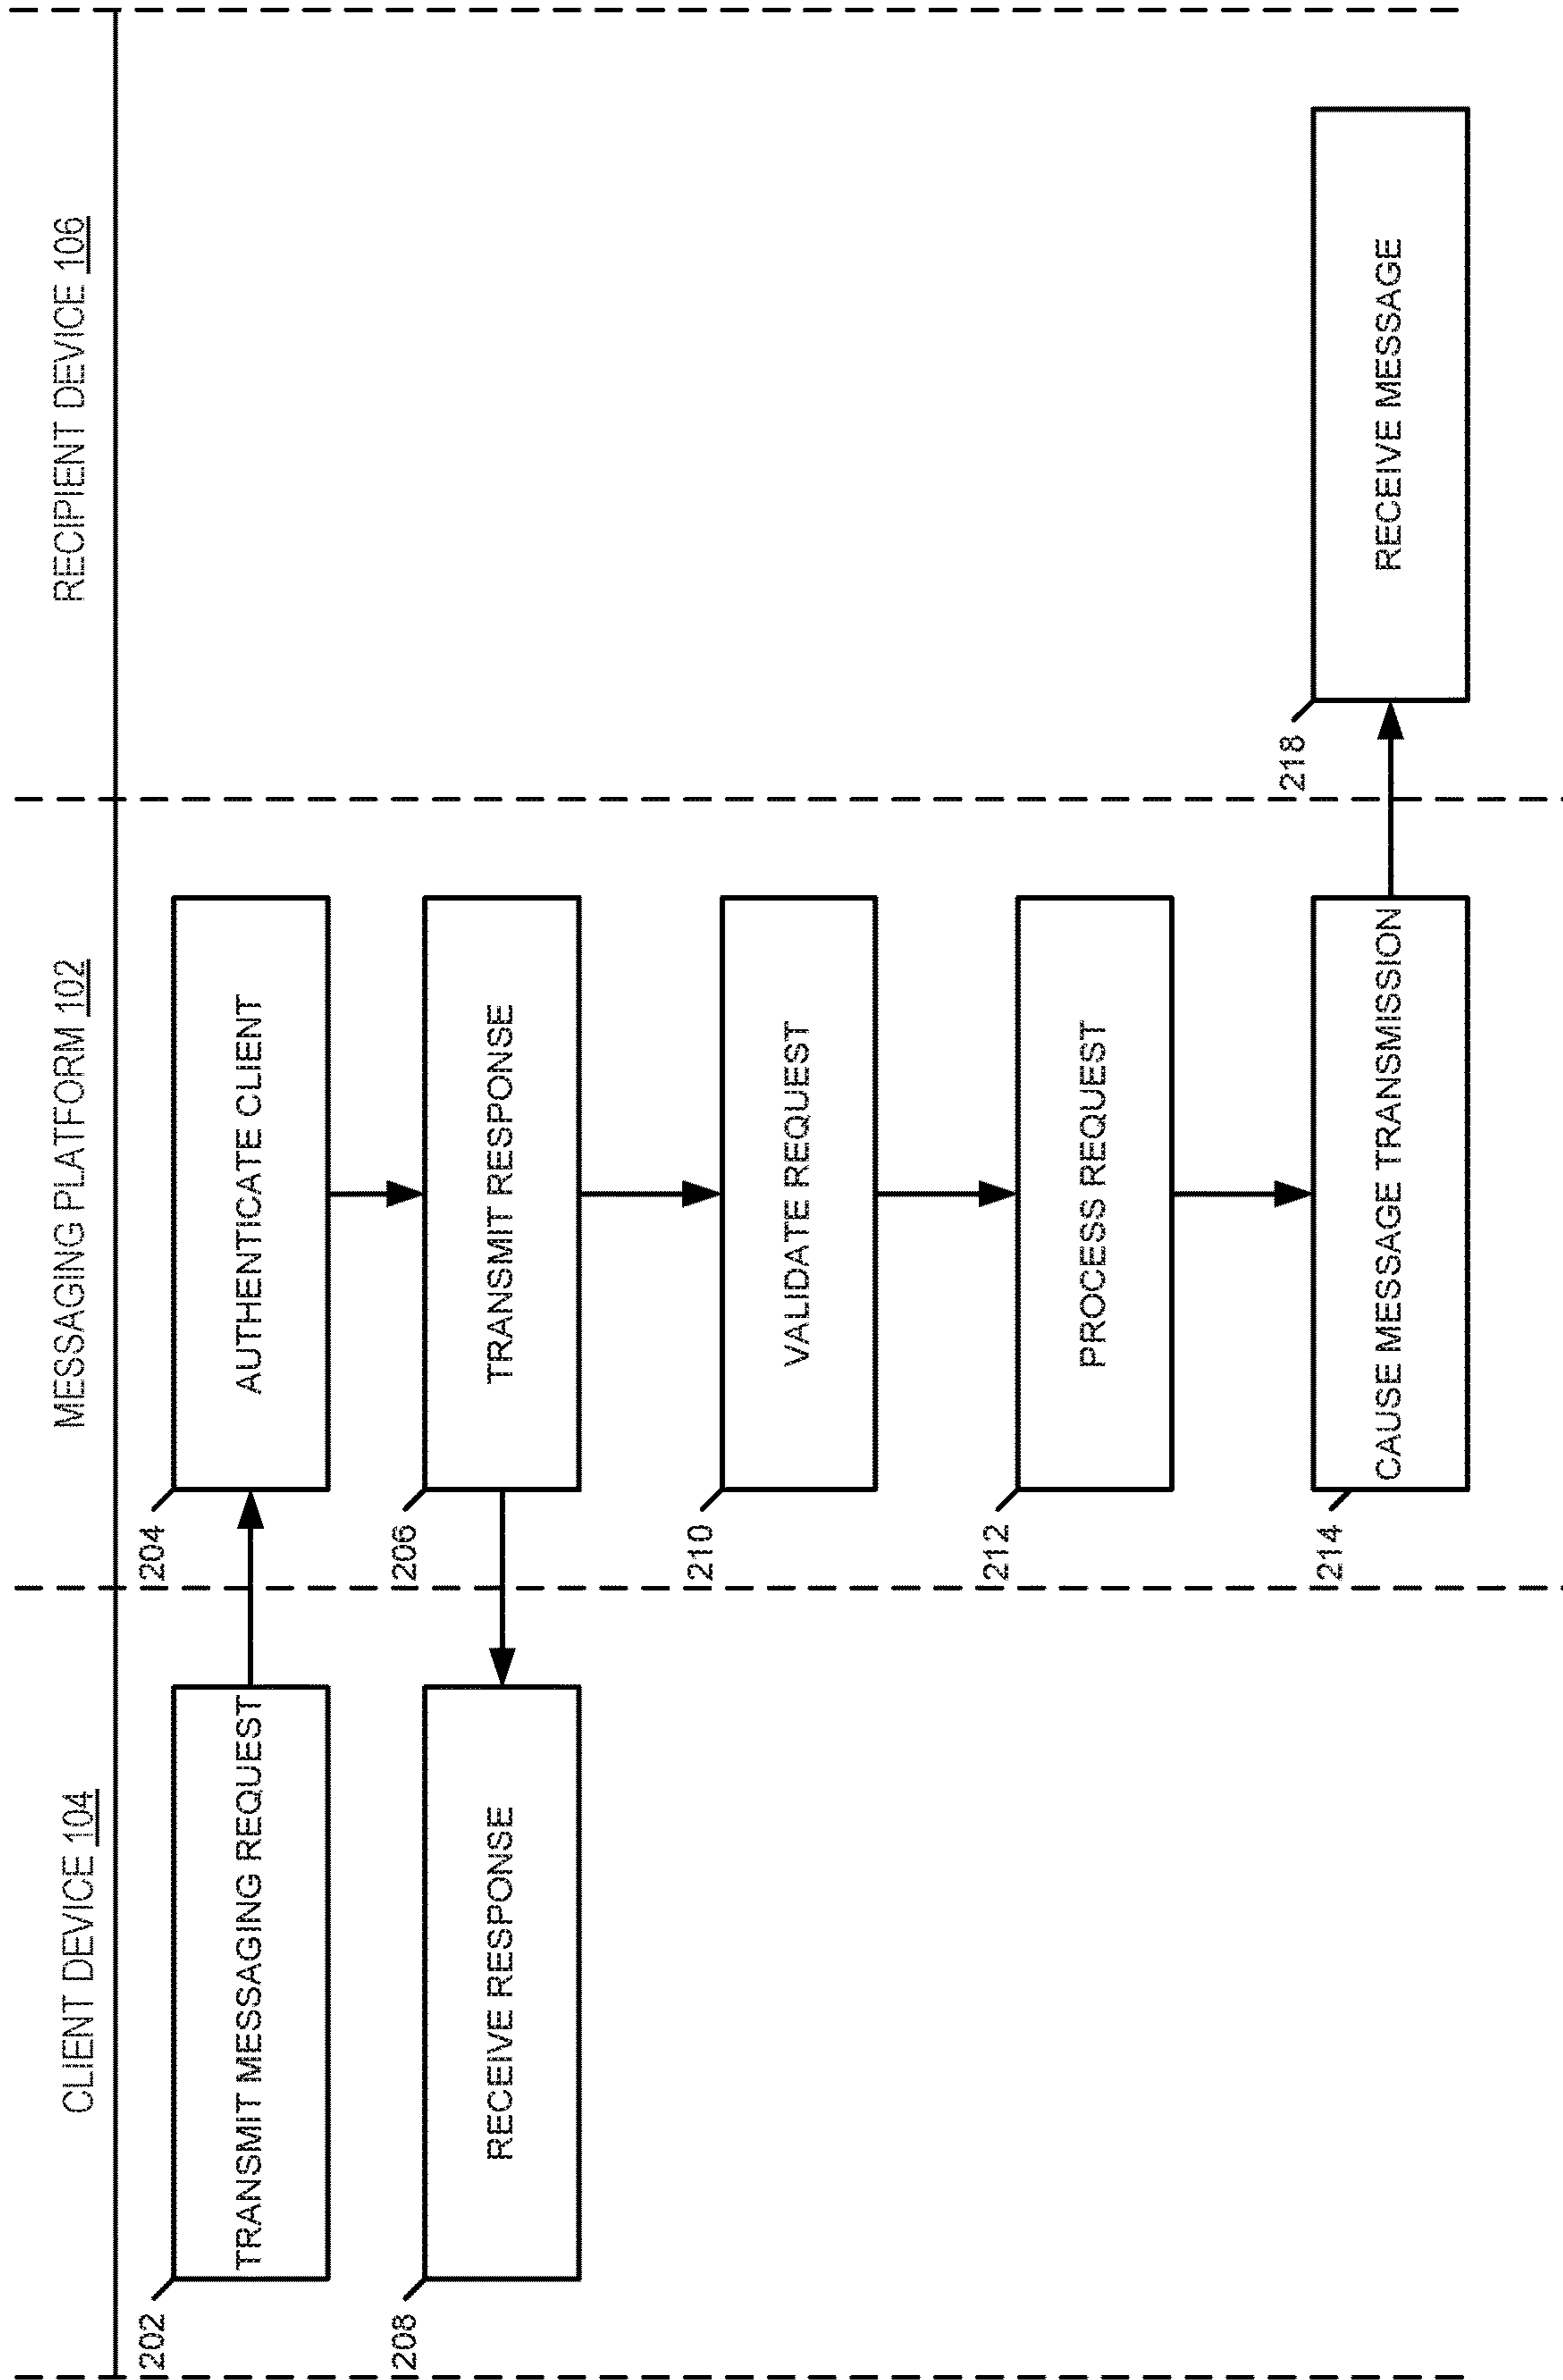 CLIENT DEVICE 104
MESSAGING PLATFORM 102
RECIPIENT DEVICE 106
202
TRANSMIT MESSAGING REQUEST
204
AUTHENTICATE CLIENT
208
RECEIVE RESPONSE
206
TRANSMIT RESPONSE
210
VALIDATE REQUEST
212
PROCESS REQUEST
214
CAUSE MESSAGE TRANSMISSION
218
RECEIVE MESSAGE